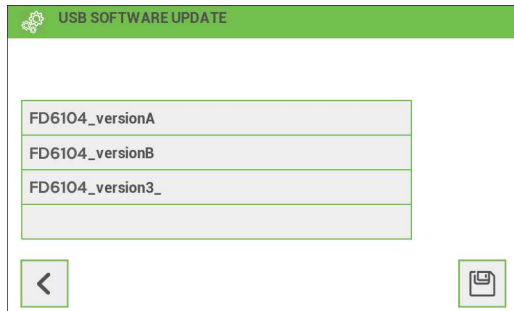 USB SOFTWARE UPDATE
FD6104_versionA
FD6104_versionB
FD6104_version3_